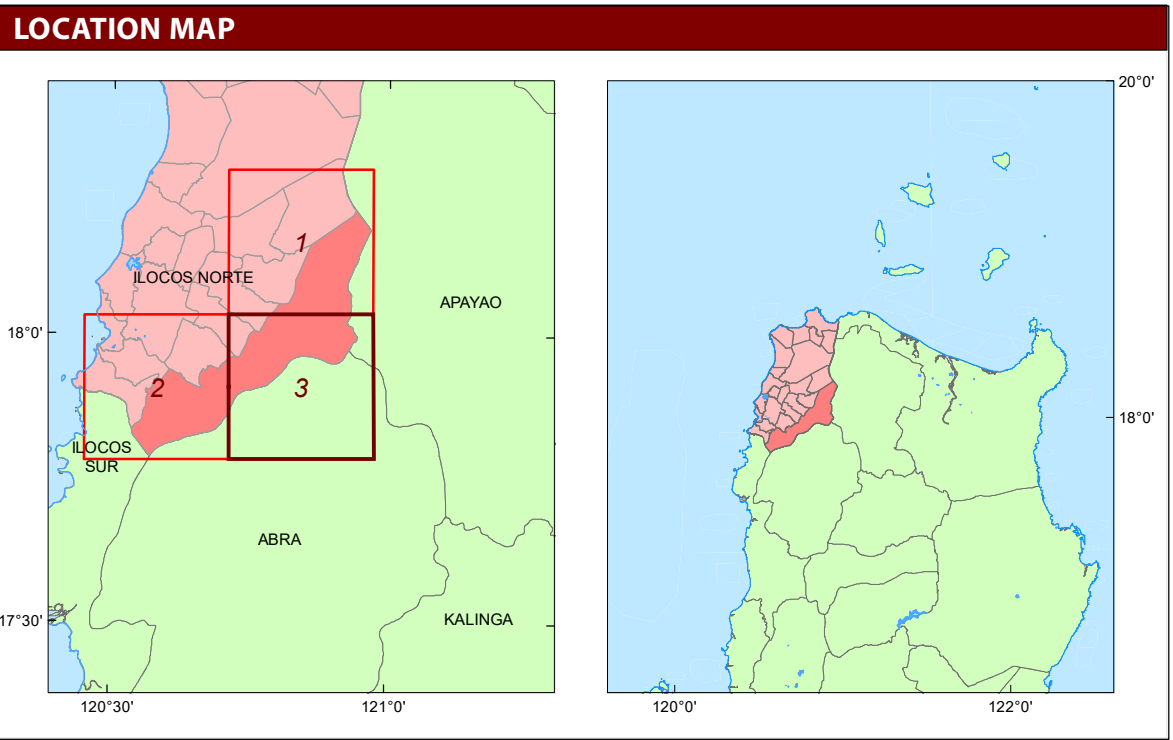 LOCATION MAP
20°0'
1
ILOCOS NORTE
APAYAO
18°0'
2
3
18°0'
ILOCOS
SUR
ABRA
17°30'
KALINGA
120°30'
121°0'
120°0'
122°0'